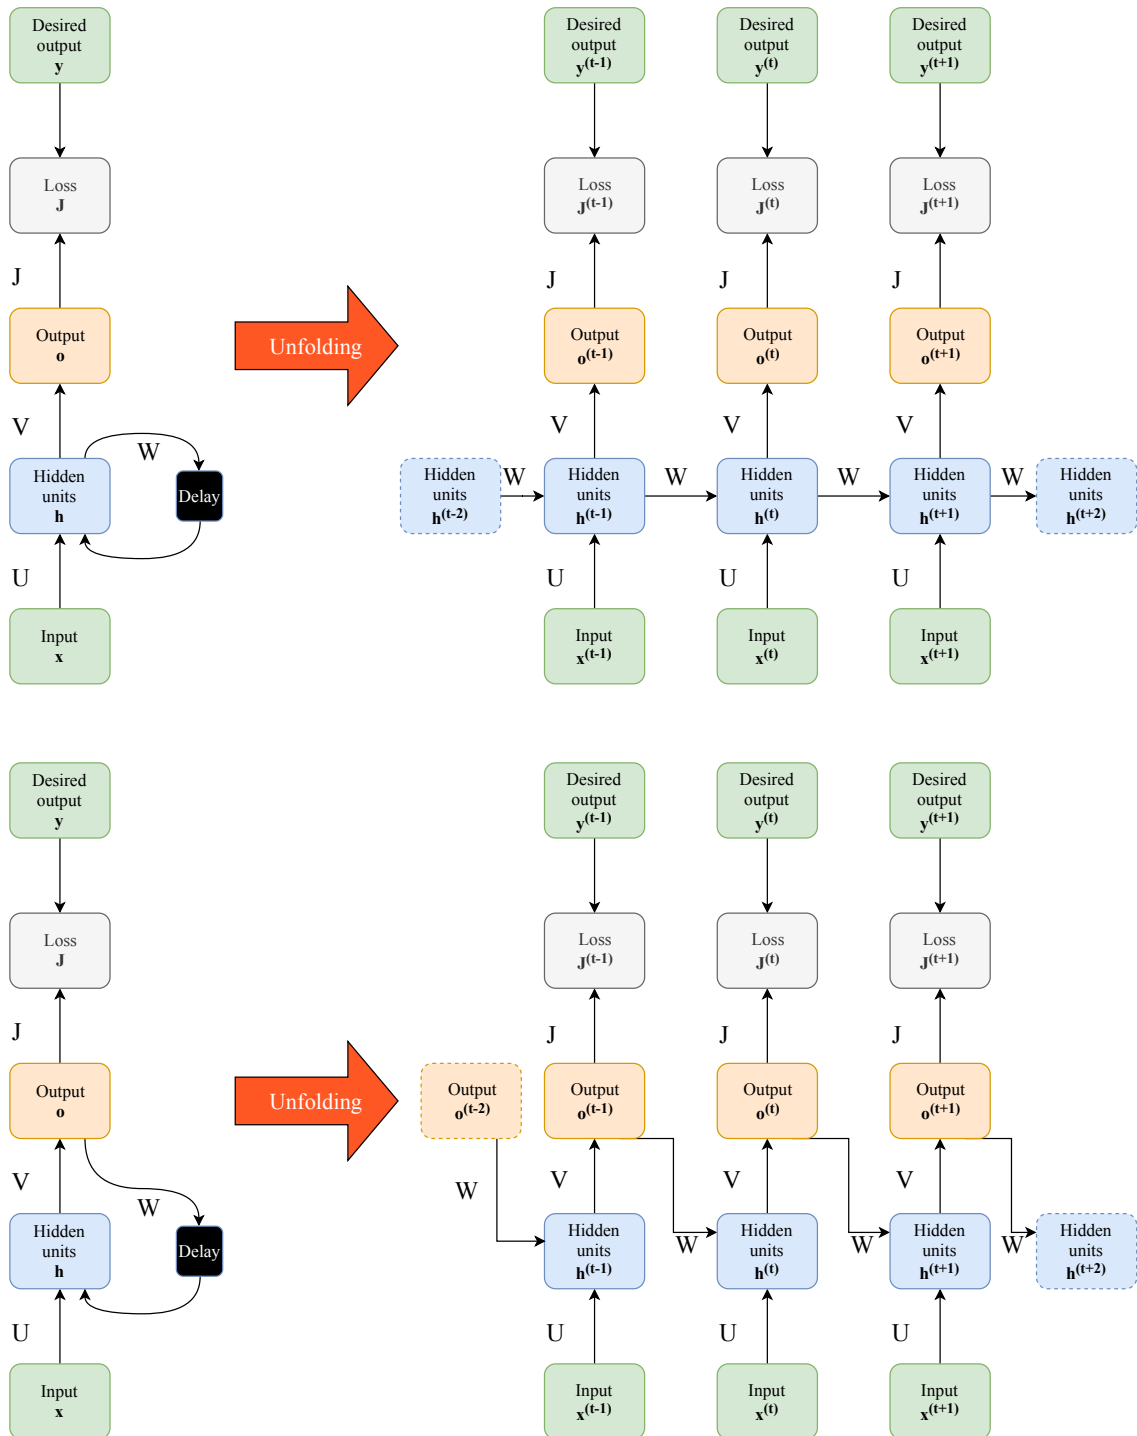 Desired
output
y
Desired
output
y(t-1)
Desired
output
y(t)
Desired
output
y(t+1)
Loss
J
Loss
J(t-1)
Loss
J(t)
Loss
J(t+1)
J
J
J
J
Output
o
Unfolding
Output
o(t-1)
Output
o(t)
Output
o(t+1)
V
W
V
V
V
Hidden
units
h
Delay
Hidden
units
h(t-2)
W
Hidden
units
h(t-1)
W
Hidden
units
h(t)
W
Hidden
units
h(t+1)
W
Hidden
units
h(t+2)
U
U
U
U
Input
x
Input
x(t-1)
Input
x(t)
Input
x(t+1)
Desired
output
y
Desired
output
y(t-1)
Desired
output
y(t)
Desired
output
y(t+1)
Loss
J
Loss
J(t-1)
Loss
J(t)
Loss
J(t+1)
J
J
J
J
Output
o
Unfolding
Output
o(t-2)
Output
o(t-1)
Output
o(t)
Output
o(t+1)
V
W
W
V
V
V
Hidden
units
h
Delay
Hidden
units
h(t-1)
W
Hidden
units
h(t)
W
Hidden
units
h(t+1)
W
Hidden
units
h(t+2)
U
U
U
U
Input
x
Input
x(t-1)
Input
x(t)
Input
x(t+1)